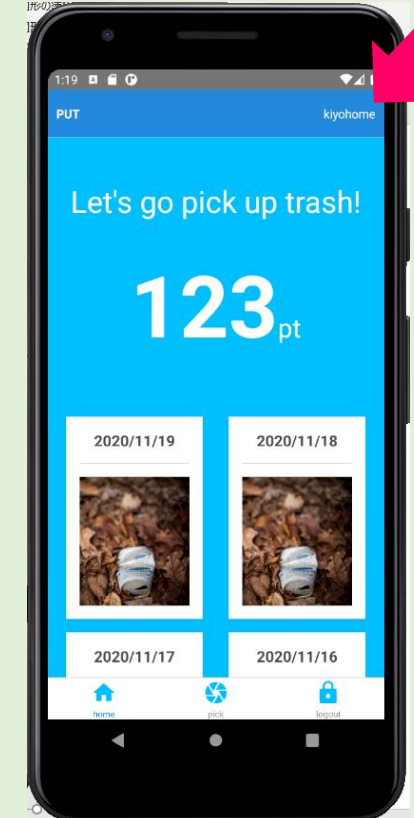 1:19
PUT kiyohome
Let's go pick up trash!
123pt
2020/11/19 2020/11/18
2020/11/17 2020/11/16
home pick logout